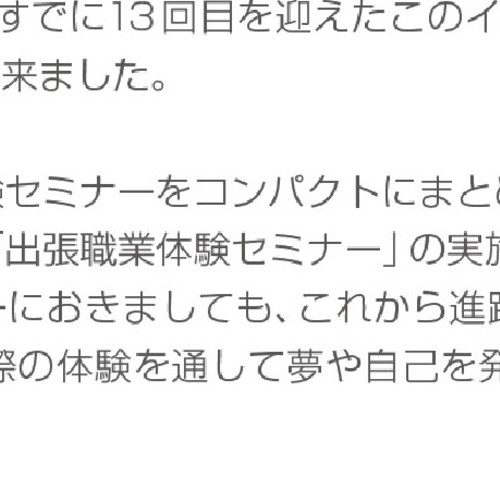 すでに13回目を迎えたこのイ
来ました。
験セミナーをコンパクトにまと
「出張職業体験セミナー」の実施
ーにおきましても、これから進路
際の体験を通して夢や自己を発